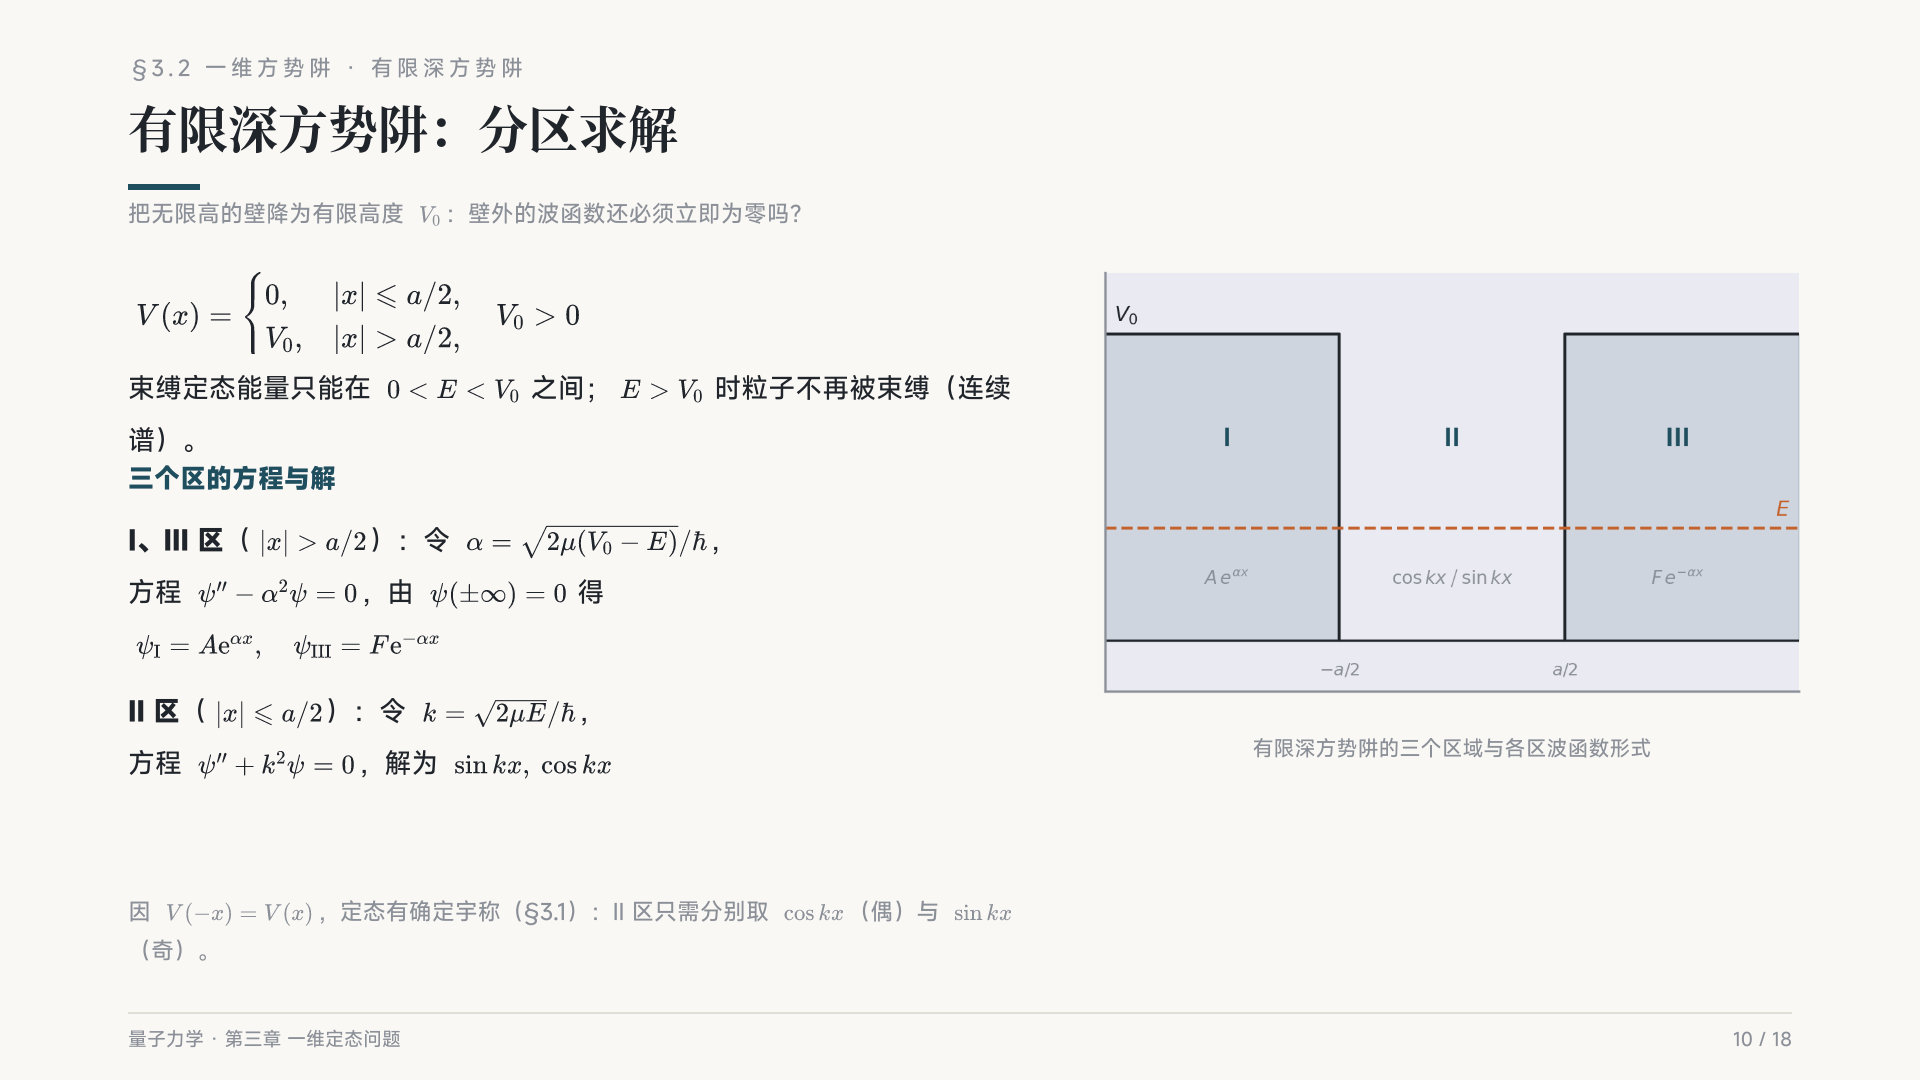 §3.2 一维方势阱 · 有限深方势阱
有限深方势阱：分区求解
把无限高的壁降为有限高度 V₀：壁外的波函数还必须立即为零吗？
V(x) = { 0, |x| ⩽ a/2,
V₀, |x| > a/2, V₀ > 0
束缚定态能量只能在 0 < E < V₀ 之间； E > V₀ 时粒子不再被束缚（连续
谱）。
三个区的方程与解
I、III 区（ |x| > a/2）：令 α = √(2μ(V₀ − E))/ħ，
方程 ψ″ − α²ψ = 0，由 ψ(±∞) = 0 得
ψ_I = Ae^{αx}, ψ_III = Fe^{−αx}
II 区（ |x| ⩽ a/2）：令 k = √(2μE)/ħ，
方程 ψ″ + k²ψ = 0，解为 sin kx, cos kx
因 V(−x) = V(x)，定态有确定宇称（§3.1）：II 区只需分别取 cos kx（偶）与 sin kx
（奇）。
V₀
I II III
E
A e^{αx} cos kx / sin kx F e^{−αx}
−a/2 a/2
有限深方势阱的三个区域与各区波函数形式
量子力学 · 第三章 一维定态问题
10 / 18